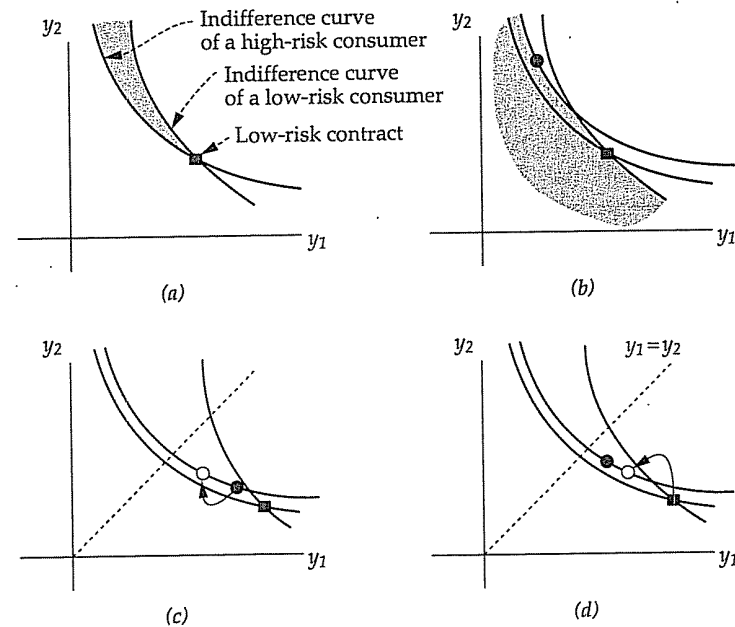 y2
Indifference curve
of a high-risk consumer
Indifference curve
of a low-risk consumer
Low-risk contract
y1
(a)
y2
y1
(b)
y2
y1
(c)
y2
y1=y2
y1
(d)